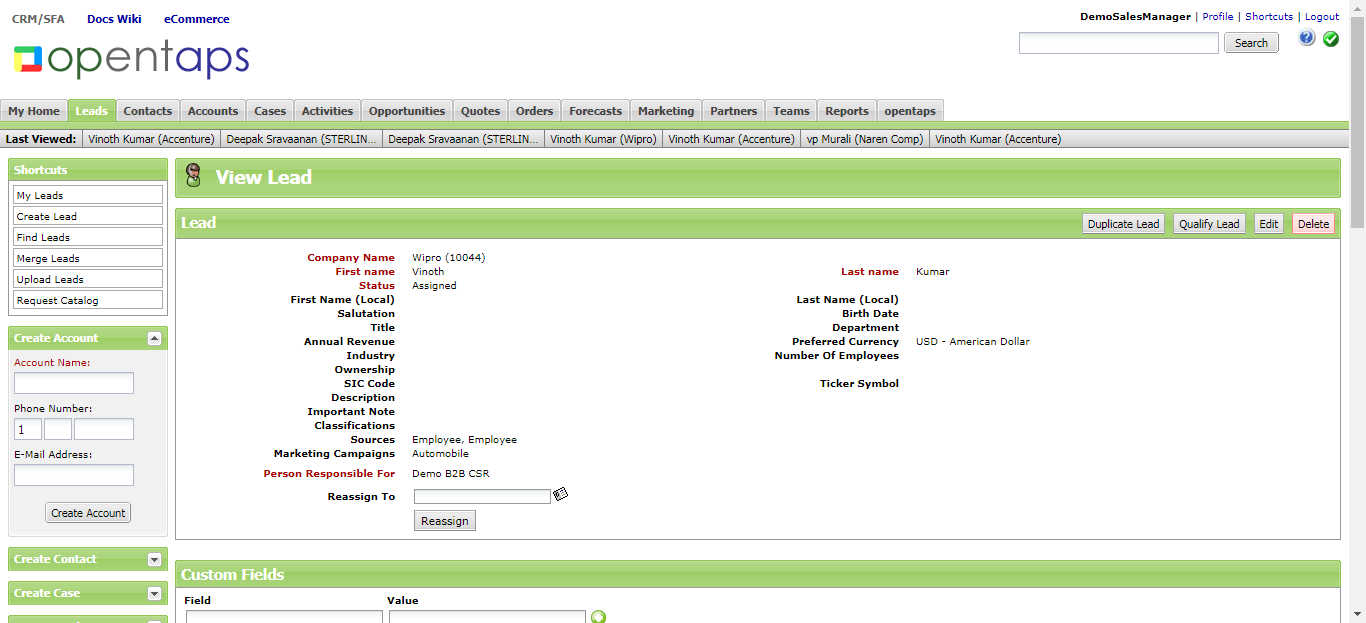 CRM/SFA Docs Wiki eCommerce
DemoSalesManager | Profile | Shortcuts | Logout
opentaps
Search
My Home Leads Contacts Accounts Cases Activities Opportunities Quotes Orders Forecasts Marketing Partners Teams Reports opentaps
Last Viewed: Vinoth Kumar (Accenture) Deepak Sravaanan (STERLIN... Deepak Sravaanan (STERLIN... Vinoth Kumar (Wipro) Vinoth Kumar (Accenture) vp Murali (Naren Comp) Vinoth Kumar (Accenture)
Shortcuts
My Leads
Create Lead
Find Leads
Merge Leads
Upload Leads
Request Catalog
Create Account
Account Name:
Phone Number:
1
E-Mail Address:
Create Account
Create Contact
Create Case
View Lead
Lead
Duplicate Lead Qualify Lead Edit Delete
Company Name Wipro (10044)
First name Vinoth Last name Kumar
Status Assigned
First Name (Local) Last Name (Local)
Salutation Birth Date
Title Department
Annual Revenue Preferred Currency USD - American Dollar
Industry Number Of Employees
Ownership
SIC Code Ticker Symbol
Description
Important Note
Classifications
Sources Employee, Employee
Marketing Campaigns Automobile
Person Responsible For Demo B2B CSR
Reassign To
Reassign
Custom Fields
Field Value